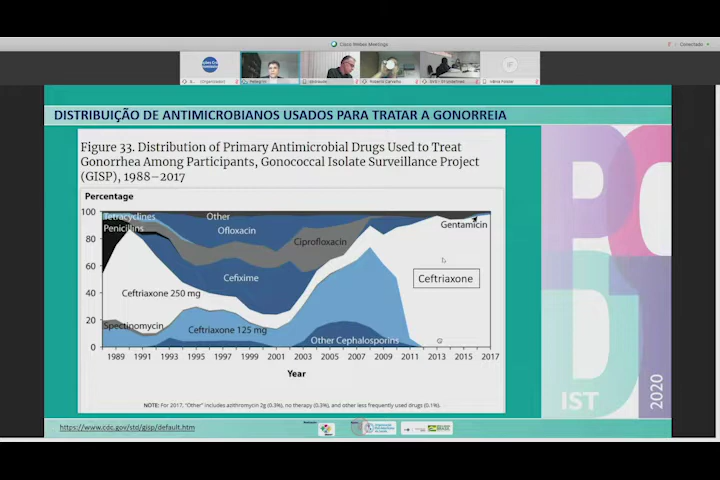 Cisco Webex Meetings
Conectado
Roberto Carvalho
DISTRIBUIÇÃO DE ANTIMICROBIANOS USADOS PARA TRATAR A GONORREIA
Figure 33. Distribution of Primary Antimicrobial Drugs Used to Treat
Gonorrhea Among Participants, Gonococcal Isolate Surveillance Project
(GISP), 1988–2017
Percentage
100
80
60
40
20
0
Tetracyclines
Penicillins
Other
Ofloxacin
Ciprofloxacin
Gentamicin
Cefixime
Ceftriaxone
Ceftriaxone 250 mg
Spectinomycin
Ceftriaxone 125 mg
Other Cephalosporins
1989 1991 1993 1995 1997 1999 2001 2003 2005 2007 2009 2011 2013 2015 2017
Year
NOTE: For 2017, "Other" includes azithromycin 2g (0.3%), no therapy (0.3%), and other less frequently used drugs (0.1%).
https://www.cdc.gov/std/gisp/default.htm
IST
2020